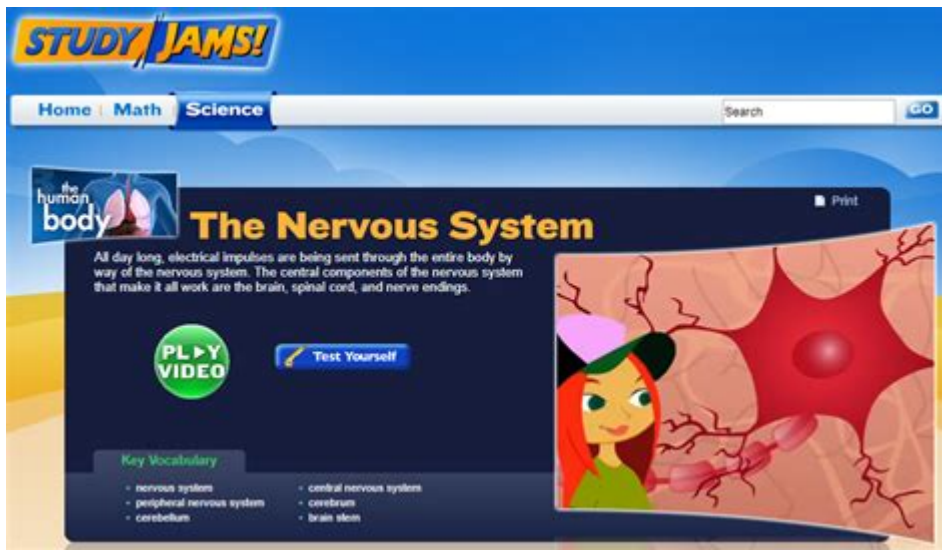 STUDY JAMS!
Home Math Science
Search GO
the
human
body
Print
The Nervous System
All day long, electrical impulses are being sent through the entire body by
way of the nervous system. The central components of the nervous system
that make it all work are the brain, spinal cord, and nerve endings.
PLAY
VIDEO
Test Yourself
Key Vocabulary
nervous system
peripheral nervous system
cerebellum
central nervous system
cerebrum
brain stem